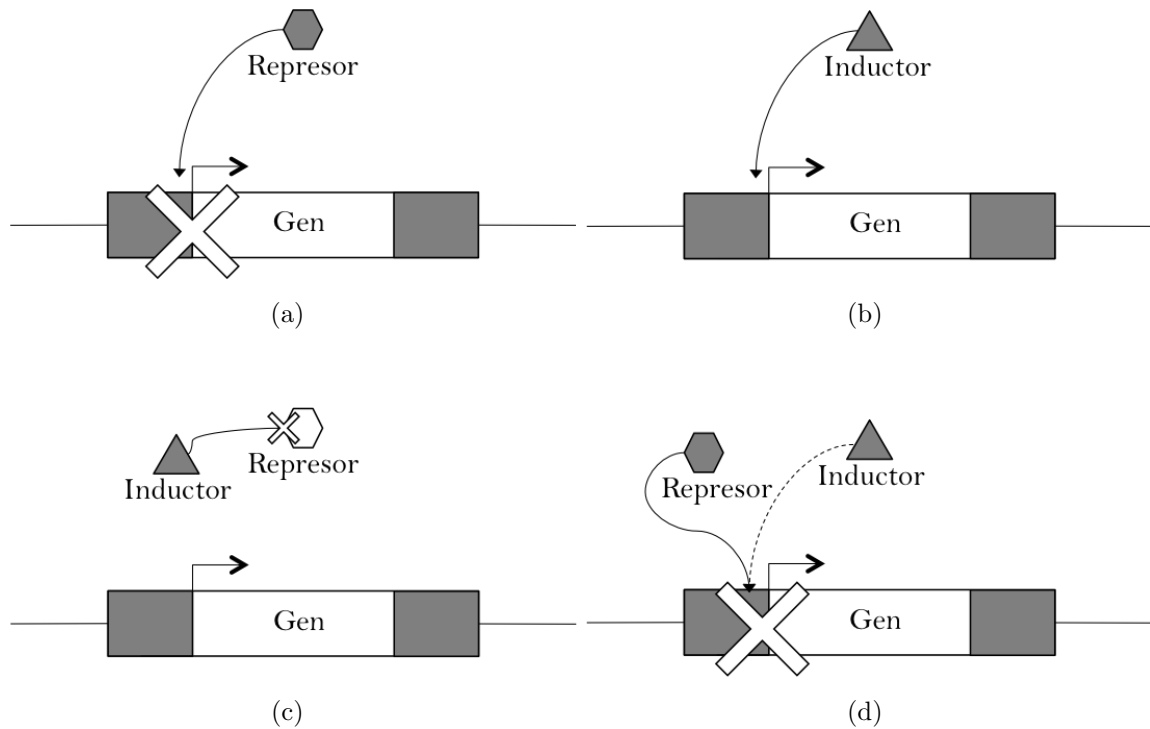 Represor
Gen
(a)
Inductor
Gen
(b)
Inductor
Represor
Gen
(c)
Represor
Inductor
Gen
(d)